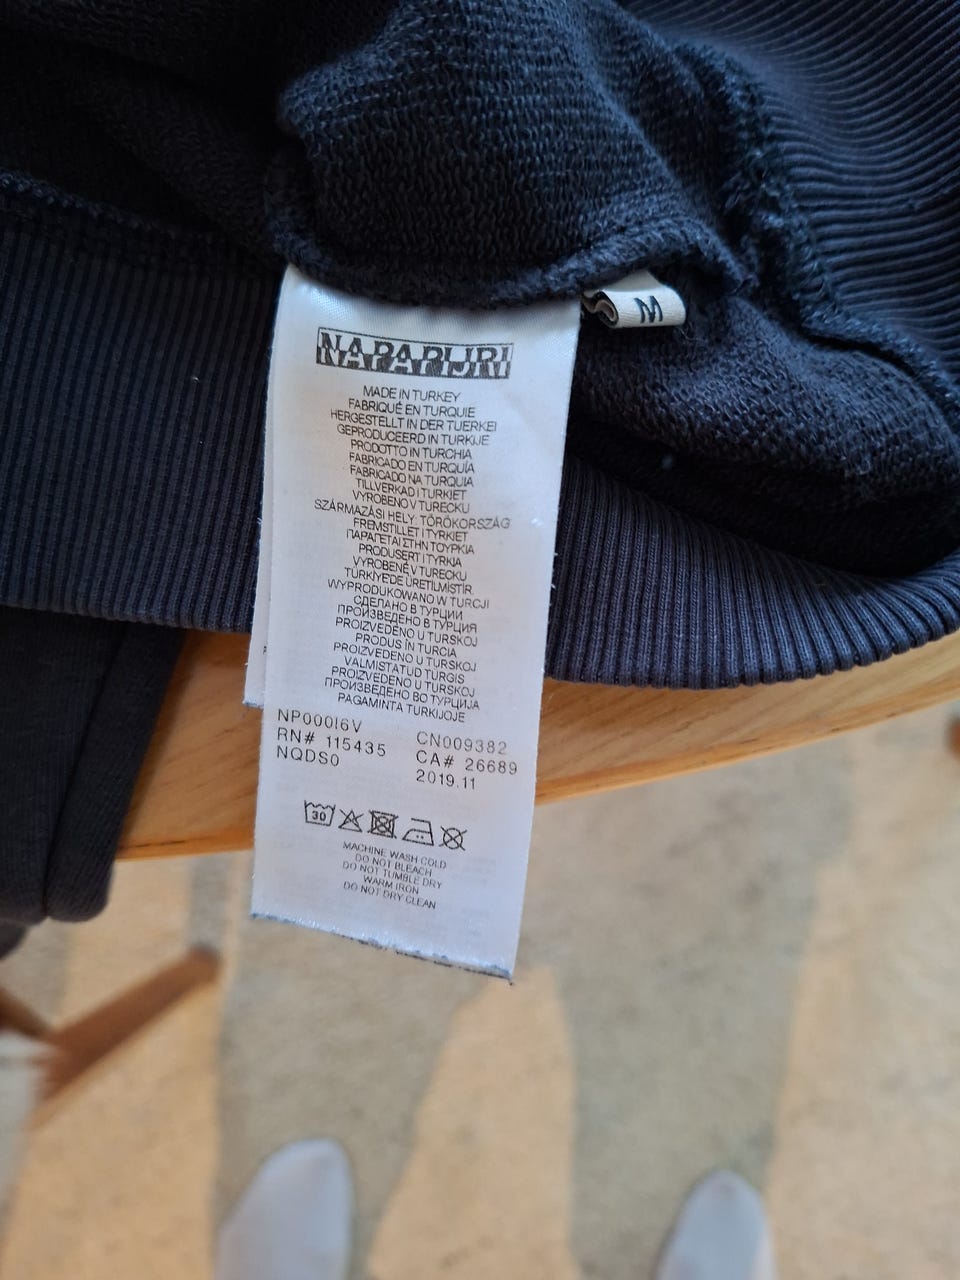 M
NAPAPIJRI
MADE IN TURKEY
FABRIQUÉ EN TURQUIE
HERGESTELLT IN DER TUERKEI
GEPRODUCEERD IN TURKIJE
PRODOTTO IN TURCHIA
FABRICADO EN TURQUÍA
FABRICADO NA TURQUIA
TILLVERKAD I TURKIET
VYROBENO V TURECKU
SZÁRMAZÁSI HELY: TÖRÖKORSZÁG
FREMSTILLET I TYRKIET
ΠΑΡΑΓΕΤΑΙ ΣΤΗΝ ΤΟΥΡΚΙΑ
PRODUSERT I TYRKIA
VYROBENÉ V TURECKU
TÜRKİYE'DE ÜRETİLMİŞTİR.
WYPRODUKOWANO W TURCJI
СДЕЛАНО В ТУРЦИИ
ПРОИЗВЕДЕНО В ТУРЦИЯ
PROIZVEDENO U TURSKOJ
PRODUS ÎN TURCIA
PROIZVEDENO U TURSKOJ
VALMISTATUD TÜRGIS
PROIZVEDENO U TURSKOJ
ПРОИЗВЕДЕНО ВО ТУРЦИЈА
PAGAMINTA TURKIJOJE
NP000I6V CN009382
RN# 115435 CA# 26689
NQDS0 2019.11
30
MACHINE WASH COLD
DO NOT BLEACH
DO NOT TUMBLE DRY
WARM IRON
DO NOT DRY CLEAN